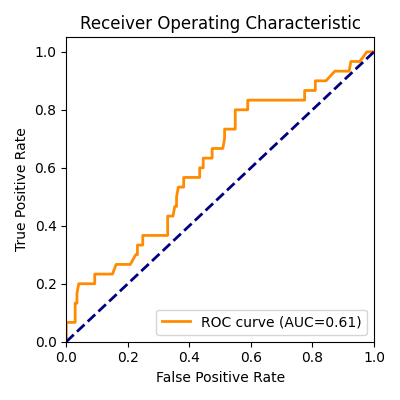 Receiver Operating Characteristic
1.0
0.8
0.6
0.4
0.2
0.0
True Positive Rate
ROC curve (AUC=0.61)
0.0 0.2 0.4 0.6 0.8 1.0
False Positive Rate